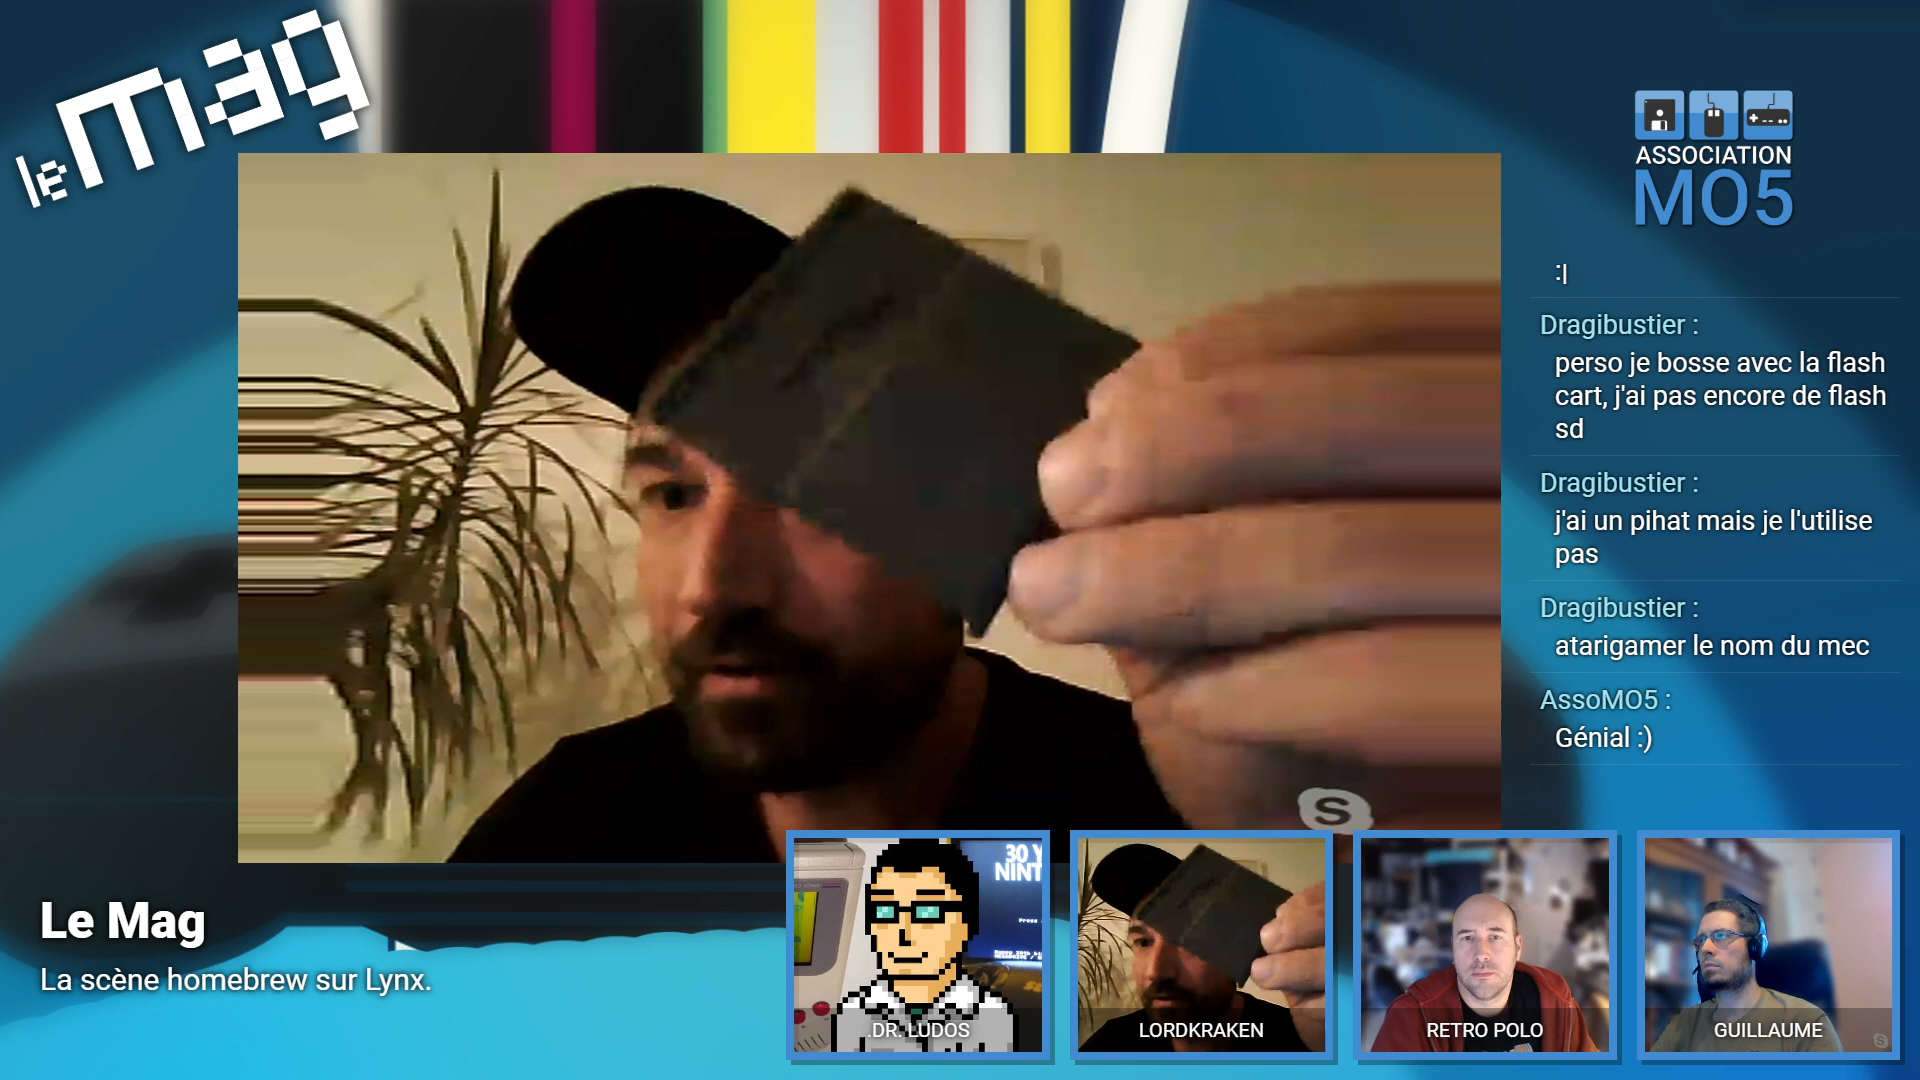 le mag
ASSOCIATION
MO5
:|
Dragibustier :
perso je bosse avec la flash
cart, j'ai pas encore de flash
sd
Dragibustier :
j'ai un pihat mais je l'utilise
pas
Dragibustier :
atarigamer le nom du mec
AssoMO5 :
Génial :)
S
Le Mag
La scène homebrew sur Lynx.
30 Y
NINT
DR. LUDOS
LORDKRAKEN
RETRO POLO
GUILLAUME